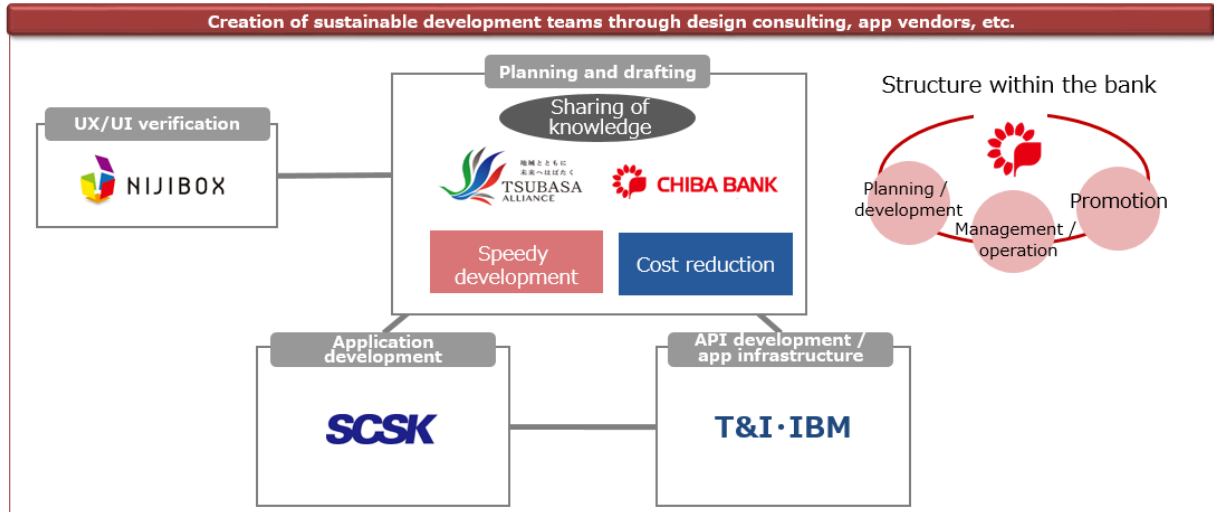 Creation of sustainable development teams through design consulting, app vendors, etc.
Planning and drafting
Sharing of
knowledge
UX/UI verification
NIJIBOX
地域とともに
未来へはばたく
TSUBASA
ALLIANCE
CHIBA BANK
Speedy
development
Cost reduction
Structure within the bank
Planning /
development
Management /
operation
Promotion
Application
development
SCSK
API development /
app infrastructure
T&I·IBM